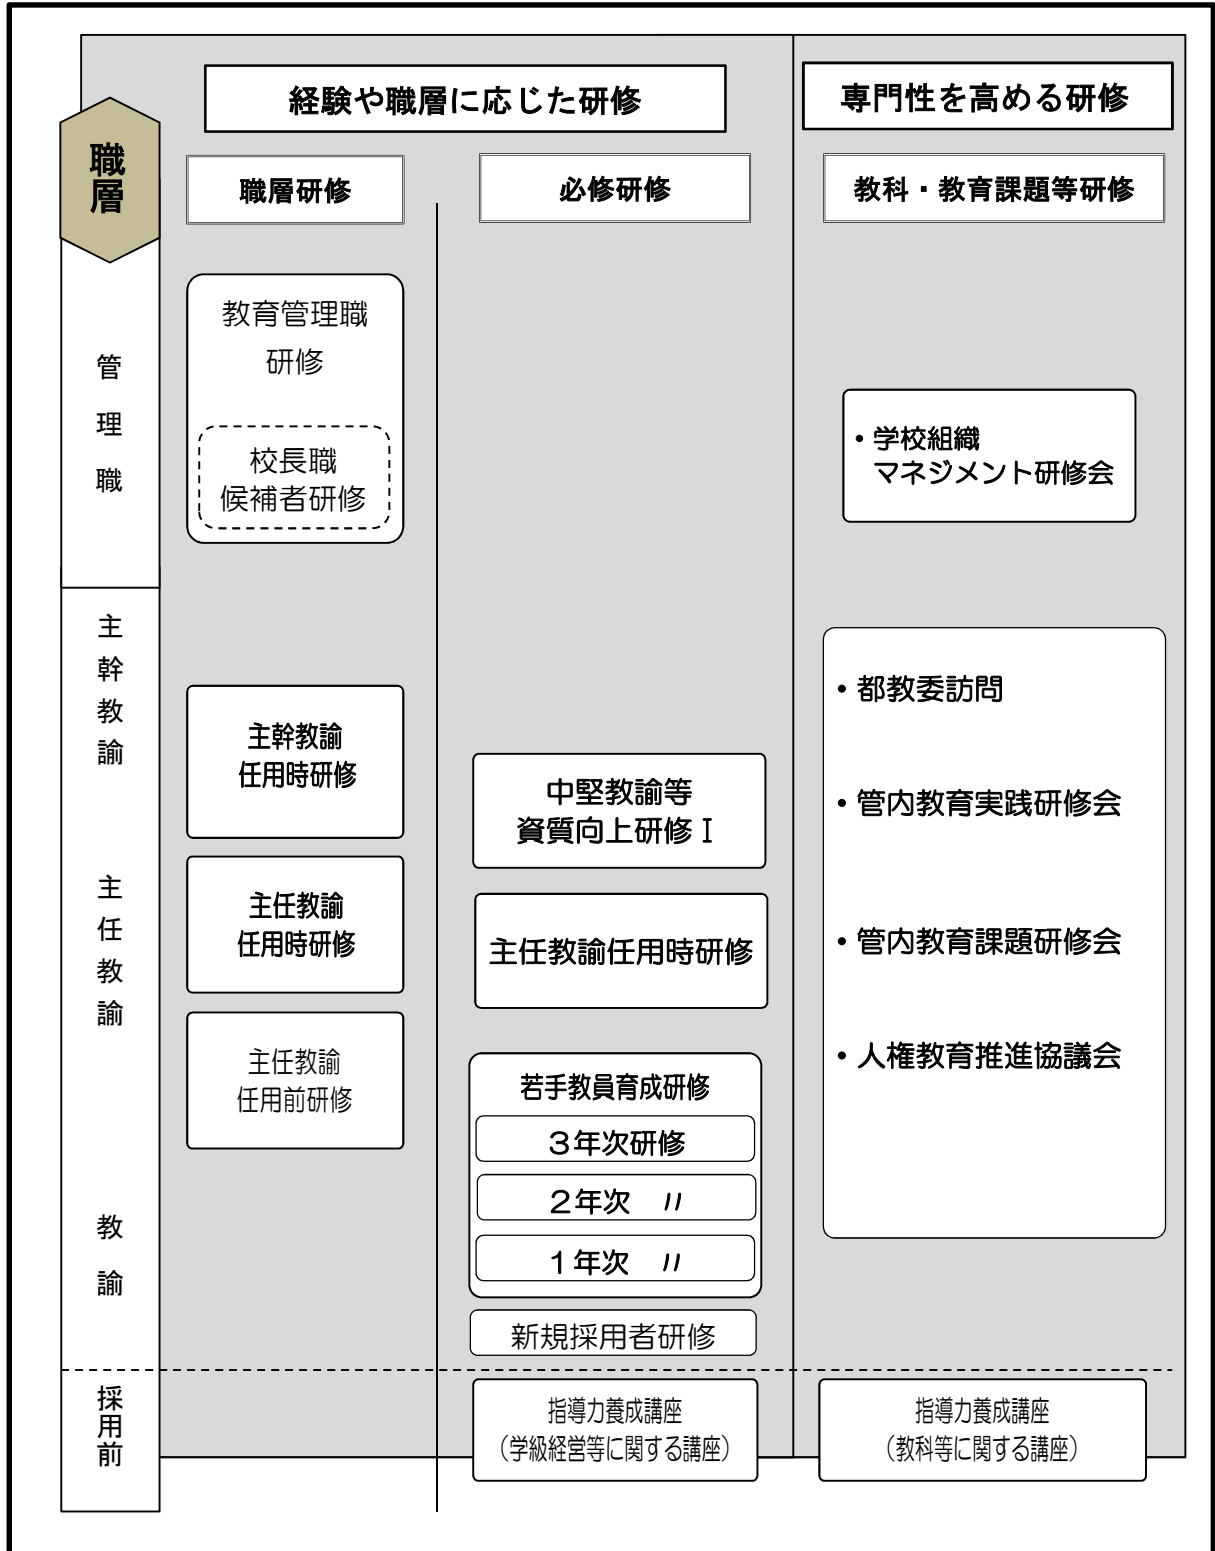 経験や職層に応じた研修
専門性を高める研修
職層
職層研修
必修研修
教科・教育課題等研修
管理職
教育管理職
研修
校長職
候補者研修
・学校組織
マネジメント研修会
主幹教諭
主幹教諭
任用時研修
中堅教諭等
資質向上研修Ⅰ
・都教委訪問
・管内教育実践研修会
・管内教育課題研修会
・人権教育推進協議会
主任教諭
主任教諭
任用時研修
主任教諭任用時研修
主任教諭
任用前研修
若手教員育成研修
３年次研修
２年次　〃
１年次　〃
教諭
新規採用者研修
採用前
指導力養成講座
（学級経営等に関する講座）
指導力養成講座
（教科等に関する講座）